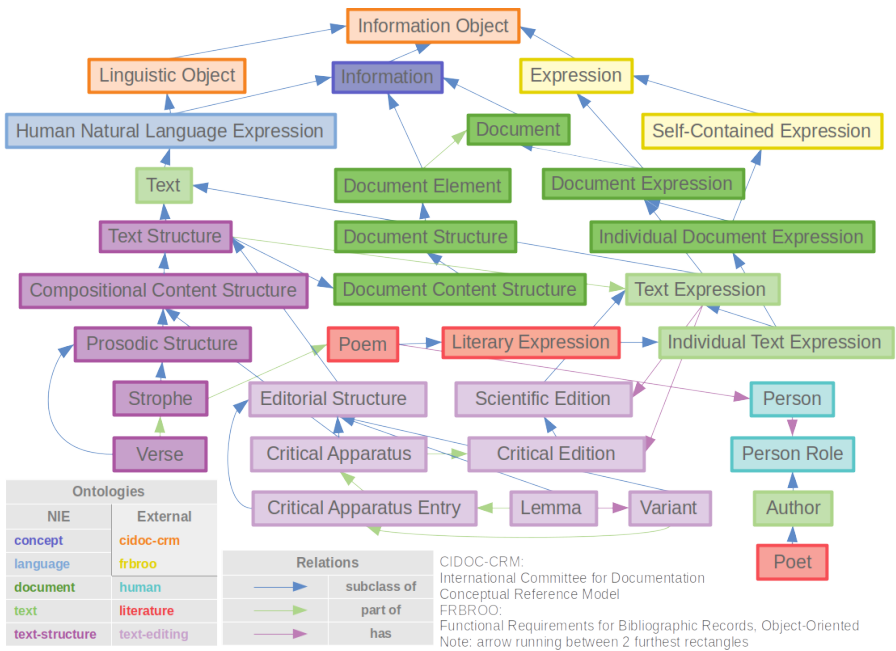 Information Object
Linguistic Object
Information
Expression
Human Natural Language Expression
Document
Self-Contained Expression
Text
Document Element
Document Expression
Text Structure
Document Structure
Individual Document Expression
Compositional Content Structure
Document Content Structure
Text Expression
Prosodic Structure
Poem
Literary Expression
Individual Text Expression
Strophe
Editorial Structure
Scientific Edition
Person
Verse
Critical Apparatus
Critical Edition
Person Role
Critical Apparatus Entry
Lemma
Variant
Author
Poet
Ontologies
NIE External
concept cidoc-crm
language frbroo
document human
text literature
text-structure text-editing
Relations
subclass of
part of
has
CIDOC-CRM:
International Committee for Documentation
Conceptual Reference Model
FRBROO:
Functional Requirements for Bibliographic Records, Object-Oriented
Note: arrow running between 2 furthest rectangles